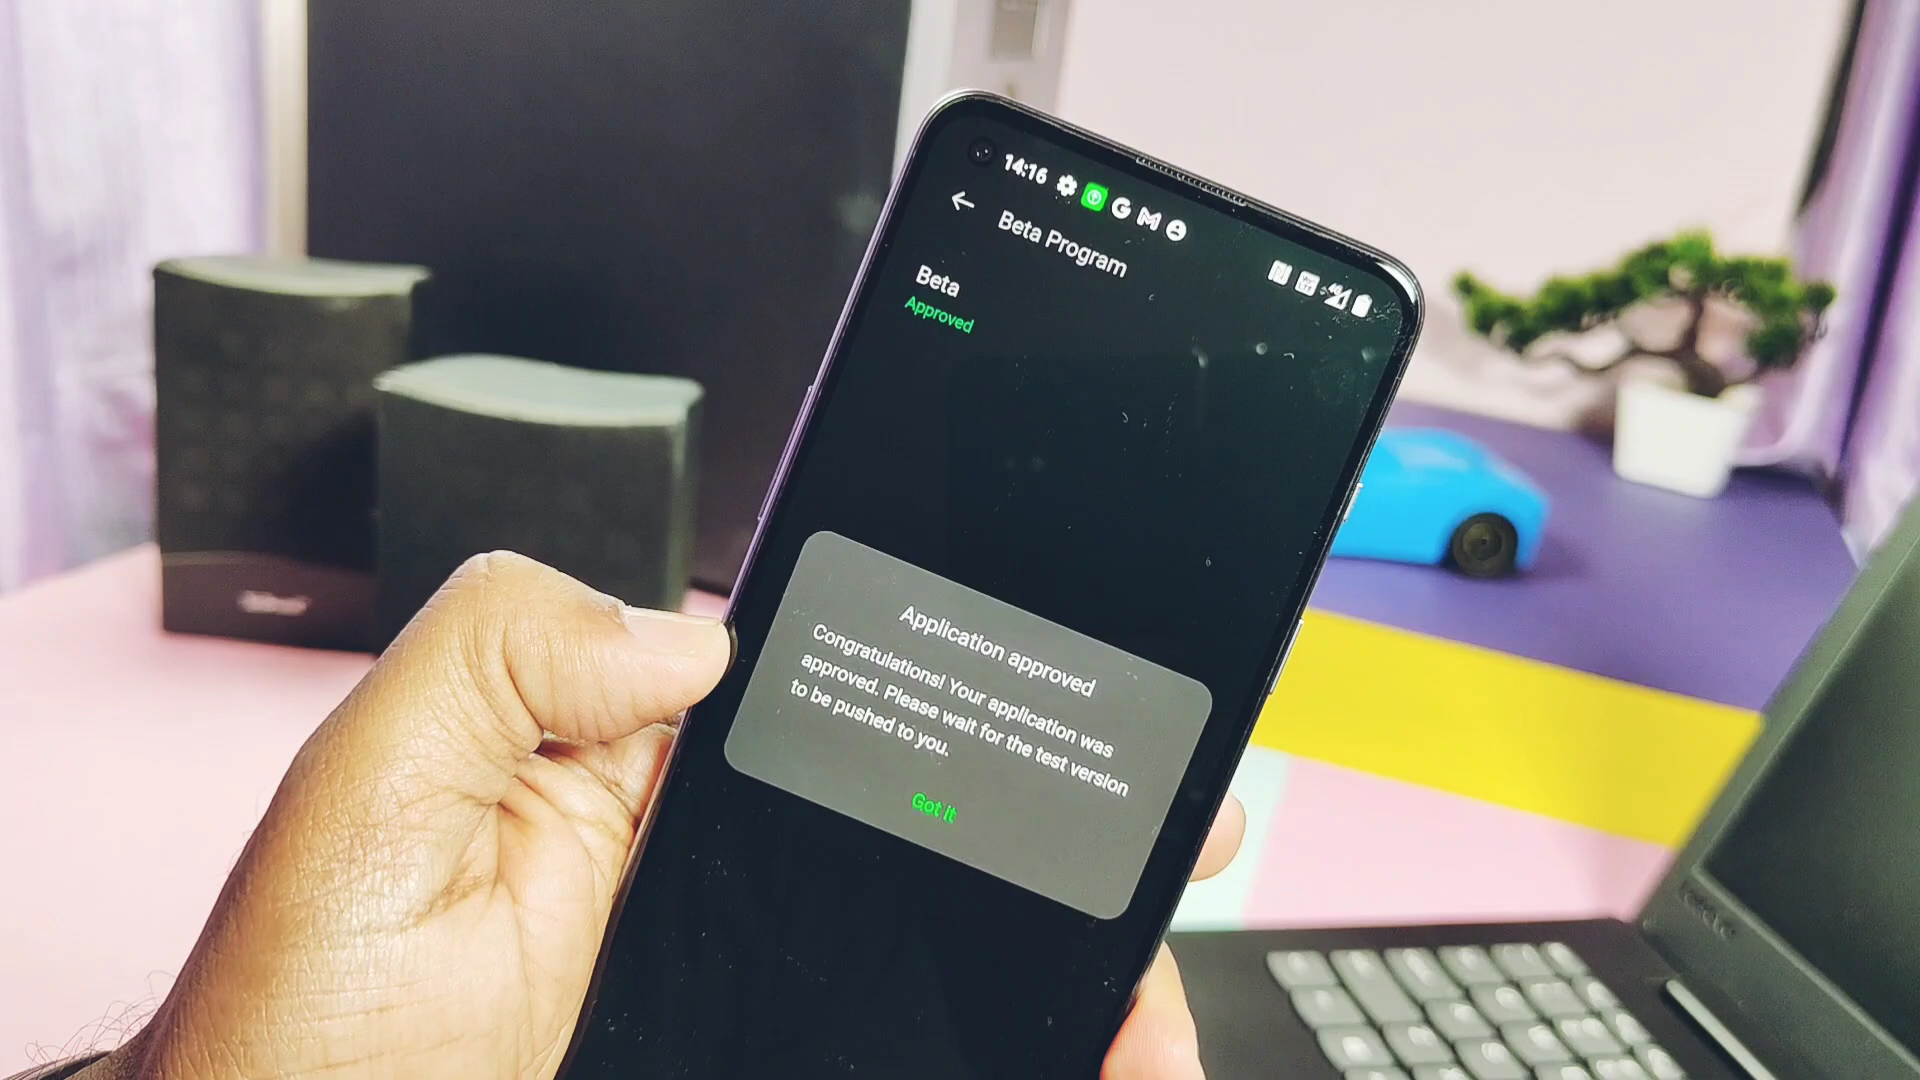 14:16
Beta Program
Beta
Approved
Application approved
Congratulations! Your application was
approved. Please wait for the test version
to be pushed to you.
Got it